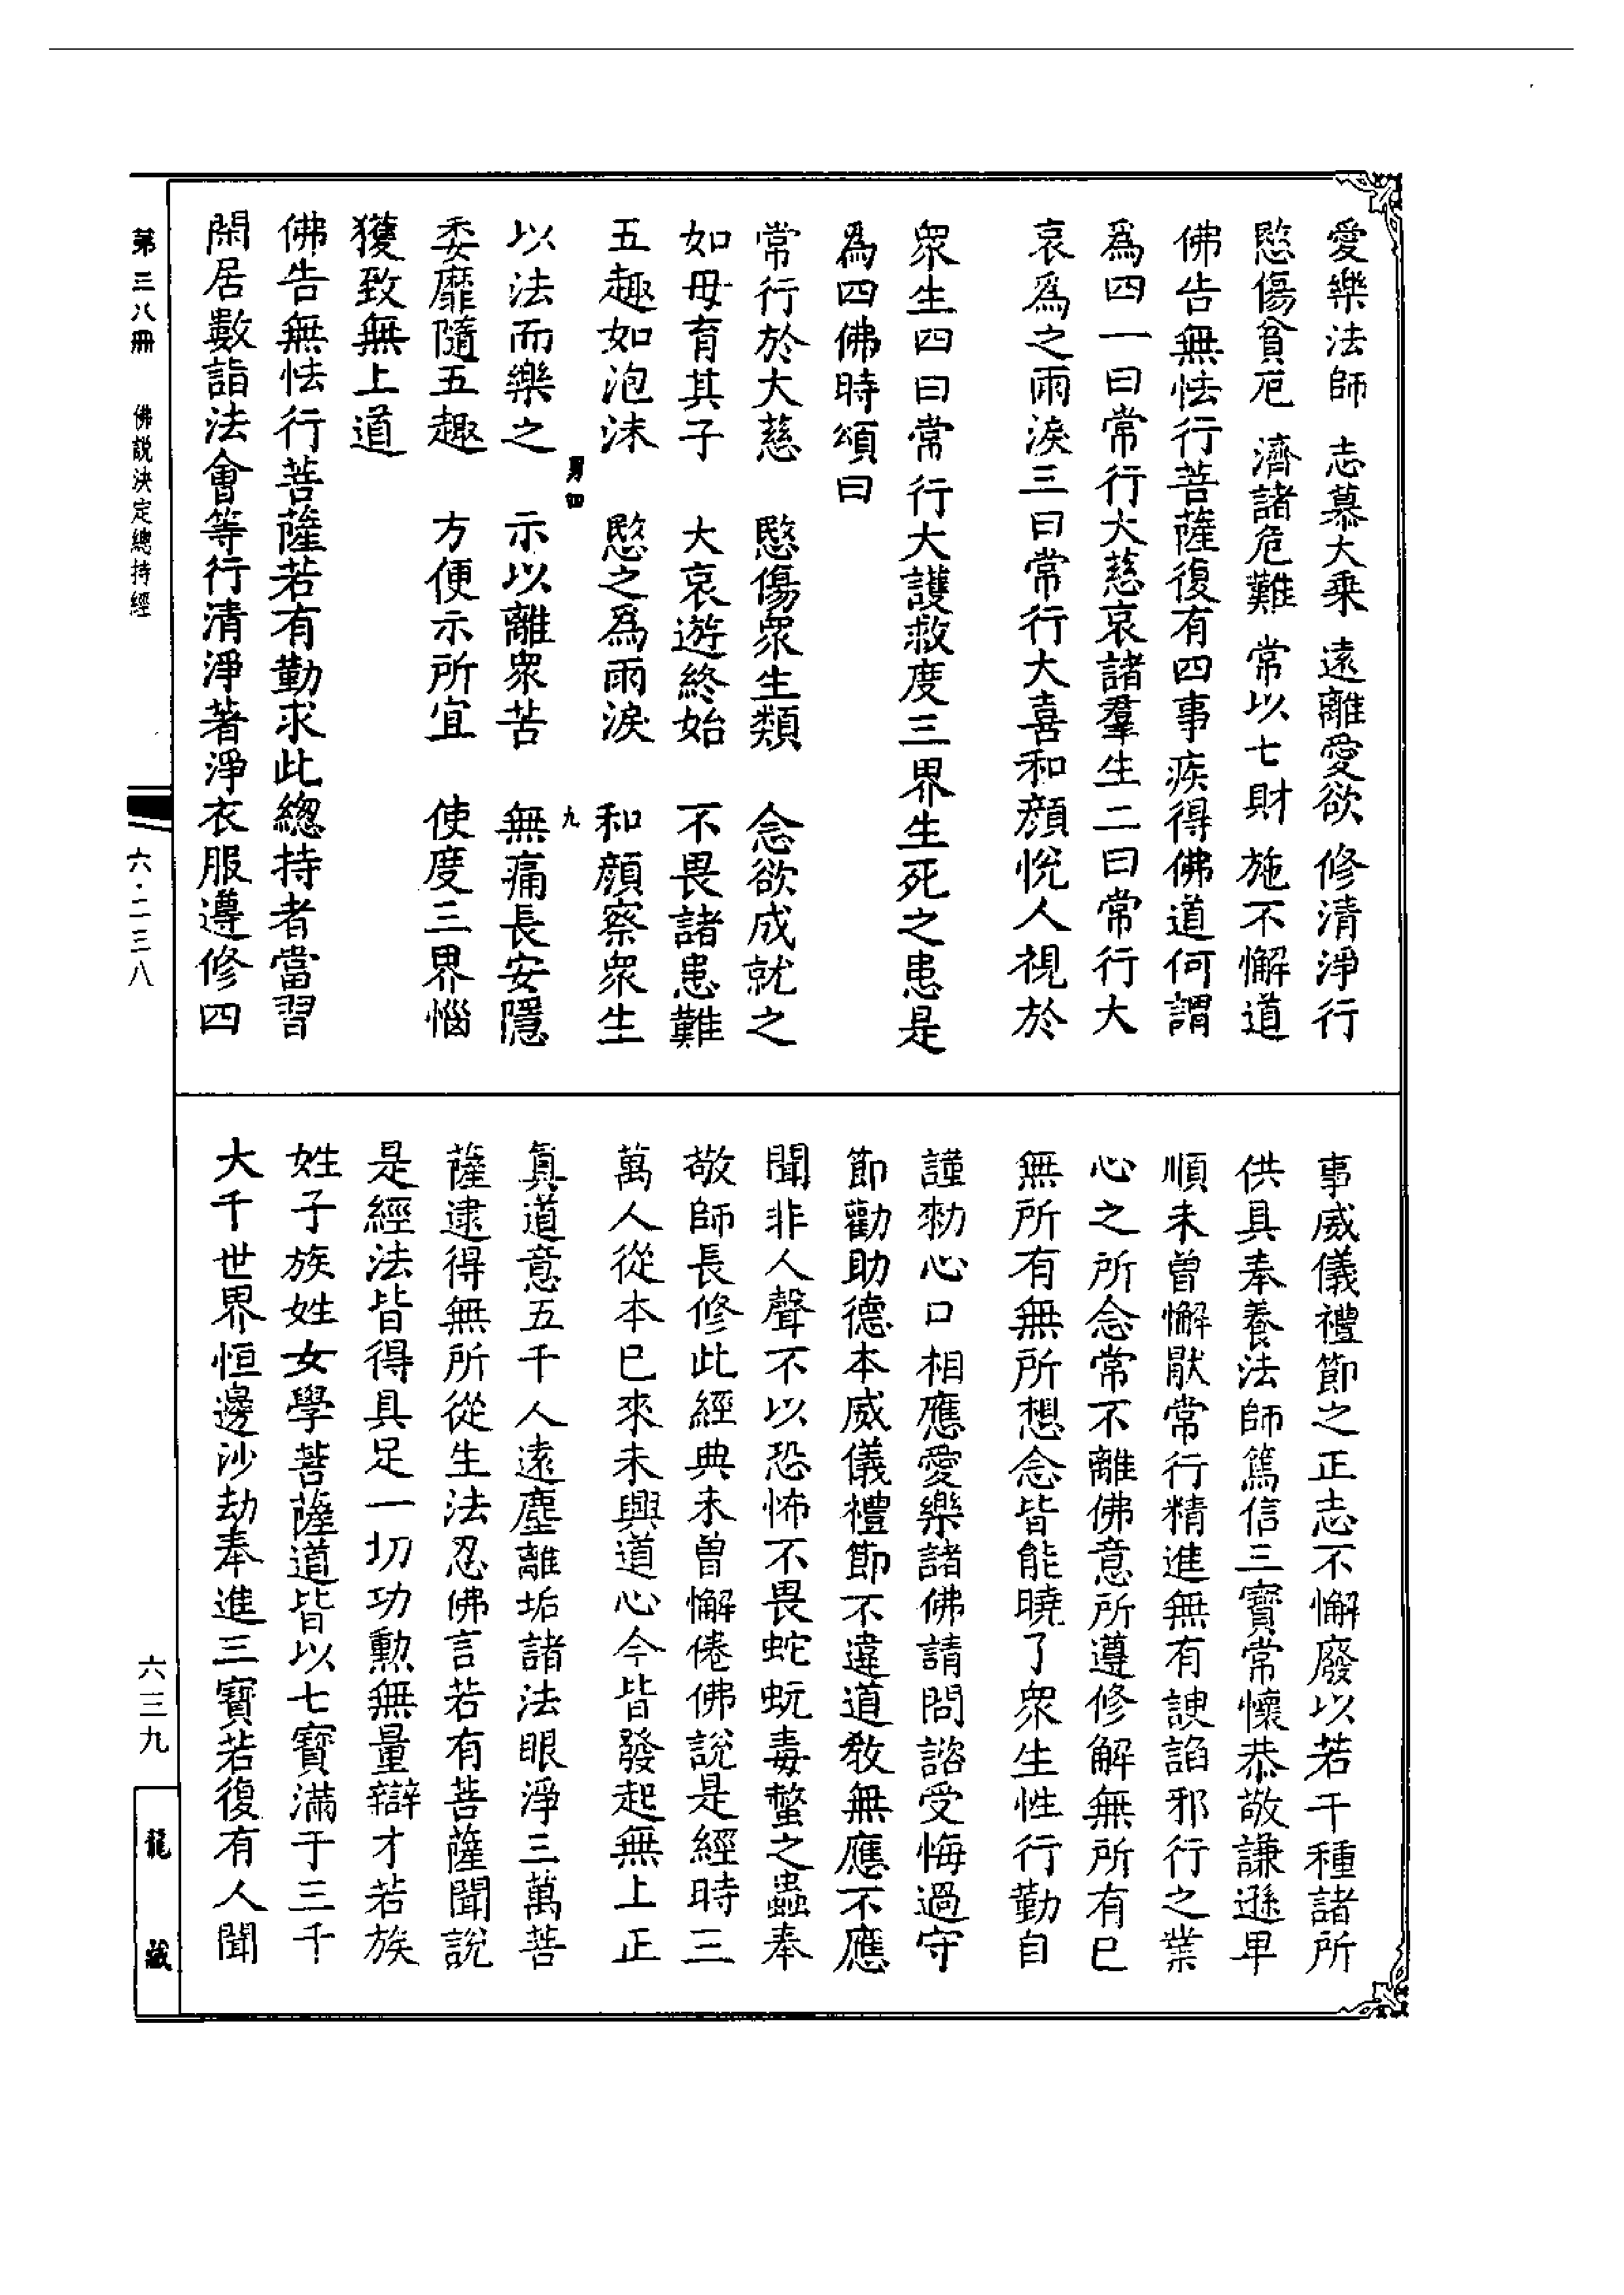 愛樂法師　志慕大乗　遠離愛欲　修清淨行
愍傷貧厄　濟諸危難　常以七財　施不懈道
佛告無怯行菩薩復有四事疾得佛道何謂
爲四一曰常行大慈哀諸羣生二曰常行大
哀爲之雨淚三曰常行大喜和顔悅人視於
衆生四曰常行大護救度三界生死之患是
爲四佛時頌曰
常行於大慈　愍傷衆生類　念欲成就之
如母育其子　大哀遊終始　不畏諸患難
五趣如泡沫　愍之爲雨淚　和顔察衆生
以法而樂之　示以離衆苦　無痛長安隱
委靡隨五趣　方便示所宜　使度三界惱
獲致無上道
佛告無怯行菩薩若有勤求此總持者當習
閑居數詣法會等行清淨著淨衣服遵修四
事威儀禮節之正志不懈廢以若干種諸所
供具奉養法師篤信三寶常懷恭敬謙遜卑
順未曾懈厭常行精進無有諛諂邪行之業
心之所念常不離佛意所遵修解無所有已
無所有無所想念皆能曉了衆生性行勤自
謹勑心口相應愛樂諸佛請問諮受悔過守
節勸助德本威儀禮節不違道教無應不應
聞非人聲不以恐怖不畏蛇蚖毒螫之蟲奉
敬師長修此經典未曾懈倦佛說是經時三
萬人從本已來未興道心今皆發起無上正
真道意五千人遠塵離垢諸法眼淨三萬菩
薩逮得無所從生法忍佛言若有菩薩聞說
是經法皆得具足一切功勳無量辯才若族
姓子族姓女學菩薩道皆以七寶滿于三千
大千世界恒邊沙劫奉進三寶若復有人聞
九
第三八冊　佛說決定總持經
六·二三八
六三九
龍藏